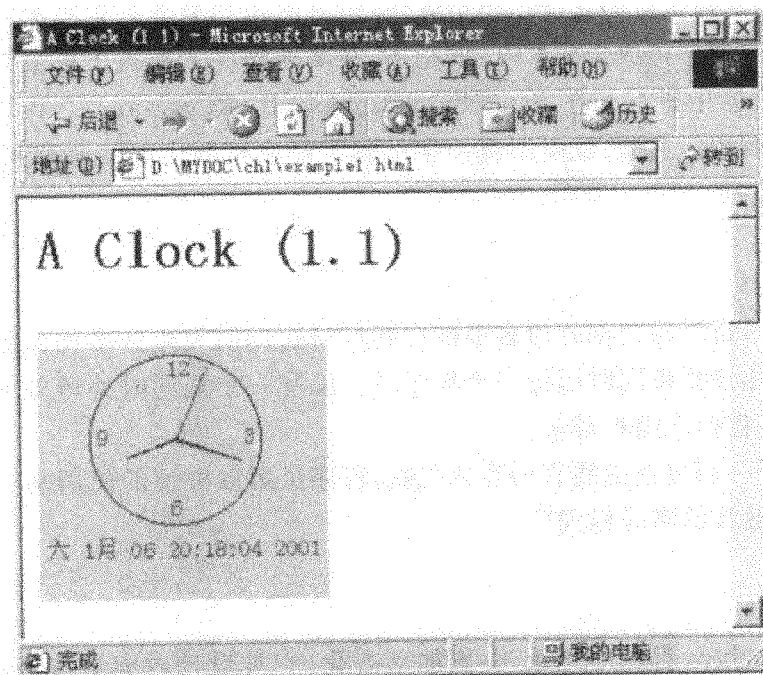 A Clock (1.1) - Microsoft Internet Explorer
文件(F) 编辑(E) 查看(V) 收藏(A) 工具(T) 帮助(H)
后退 搜索 收藏 历史 »
地址(D) D:\MYDOC\ch1\example1.html 转到
A Clock (1.1)
12
9 3
6
六 1月 06 20:18:04 2001
完成 我的电脑